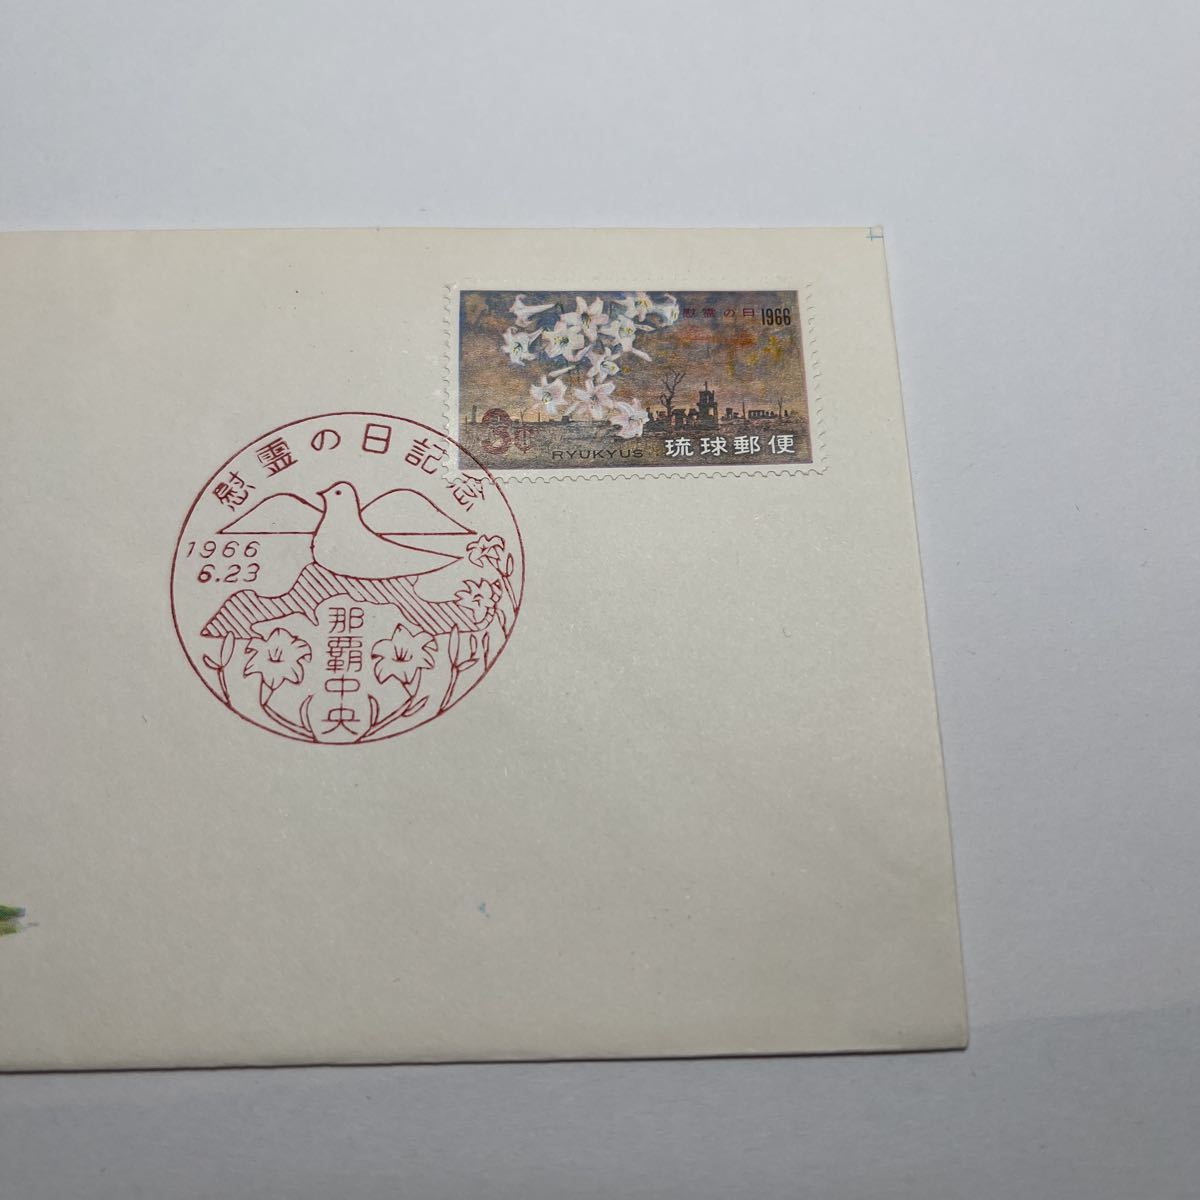 慰霊の日 1966
3¢
RYUKYUS 琉球郵便
慰霊の日記念
1966
6.23
那覇中央